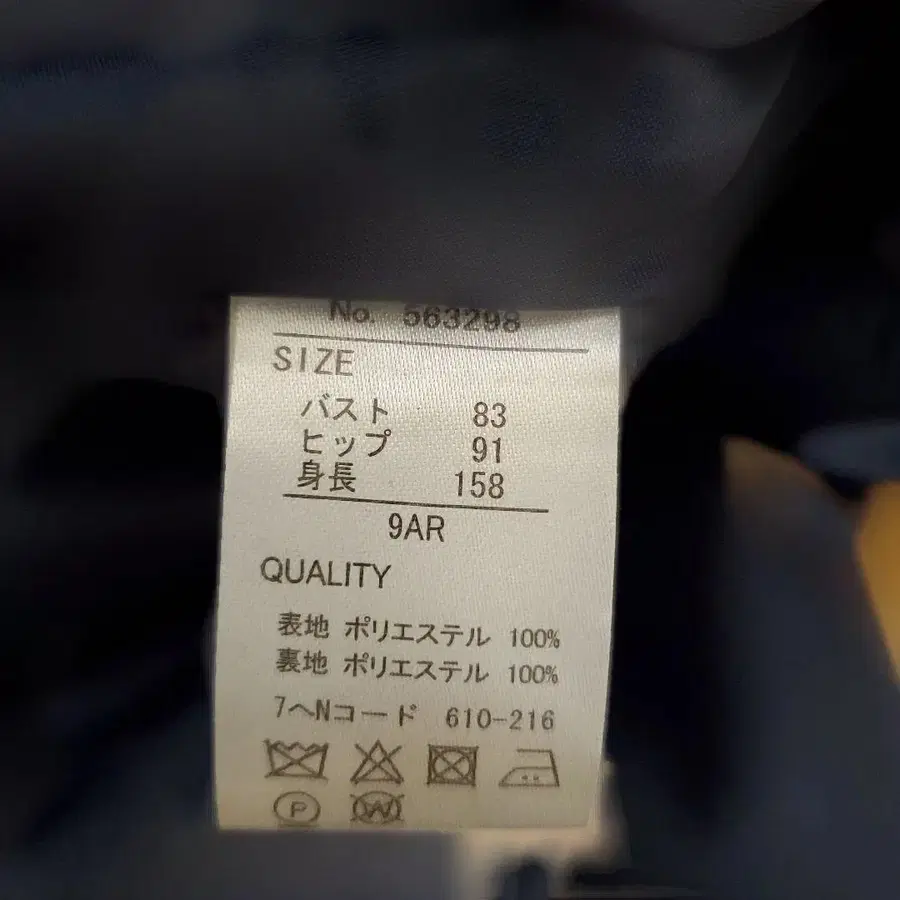 No. 563298
SIZE
バスト 83
ヒップ 91
身長 158
9AR
QUALITY
表地 ポリエステル 100%
裏地 ポリエステル 100%
7ヘNコード 610-216
P W